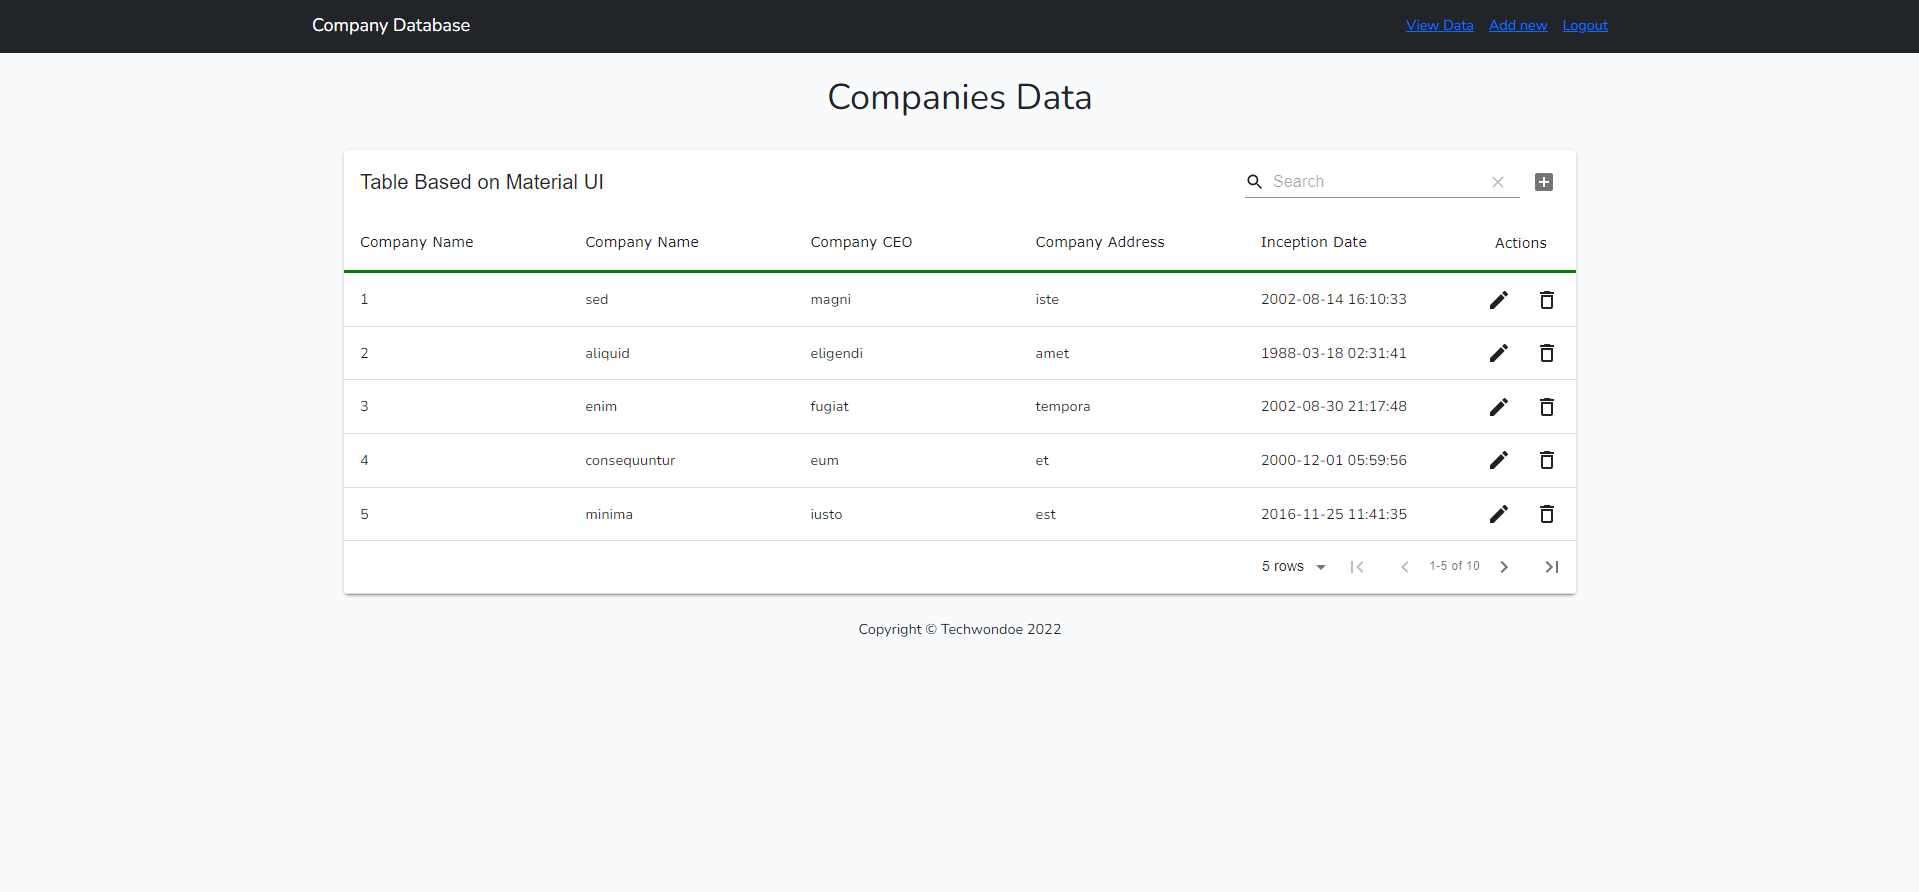 Company Database View Data Add new Logout
Companies Data
Table Based on Material UI Search
Company Name Company Name Company CEO Company Address Inception Date Actions
1 sed magni iste 2002-08-14 16:10:33
2 aliquid eligendi amet 1988-03-18 02:31:41
3 enim fugiat tempora 2002-08-30 21:17:48
4 consequuntur eum et 2000-12-01 05:59:56
5 minima iusto est 2016-11-25 11:41:35
5 rows 1-5 of 10
Copyright © Techwondoe 2022